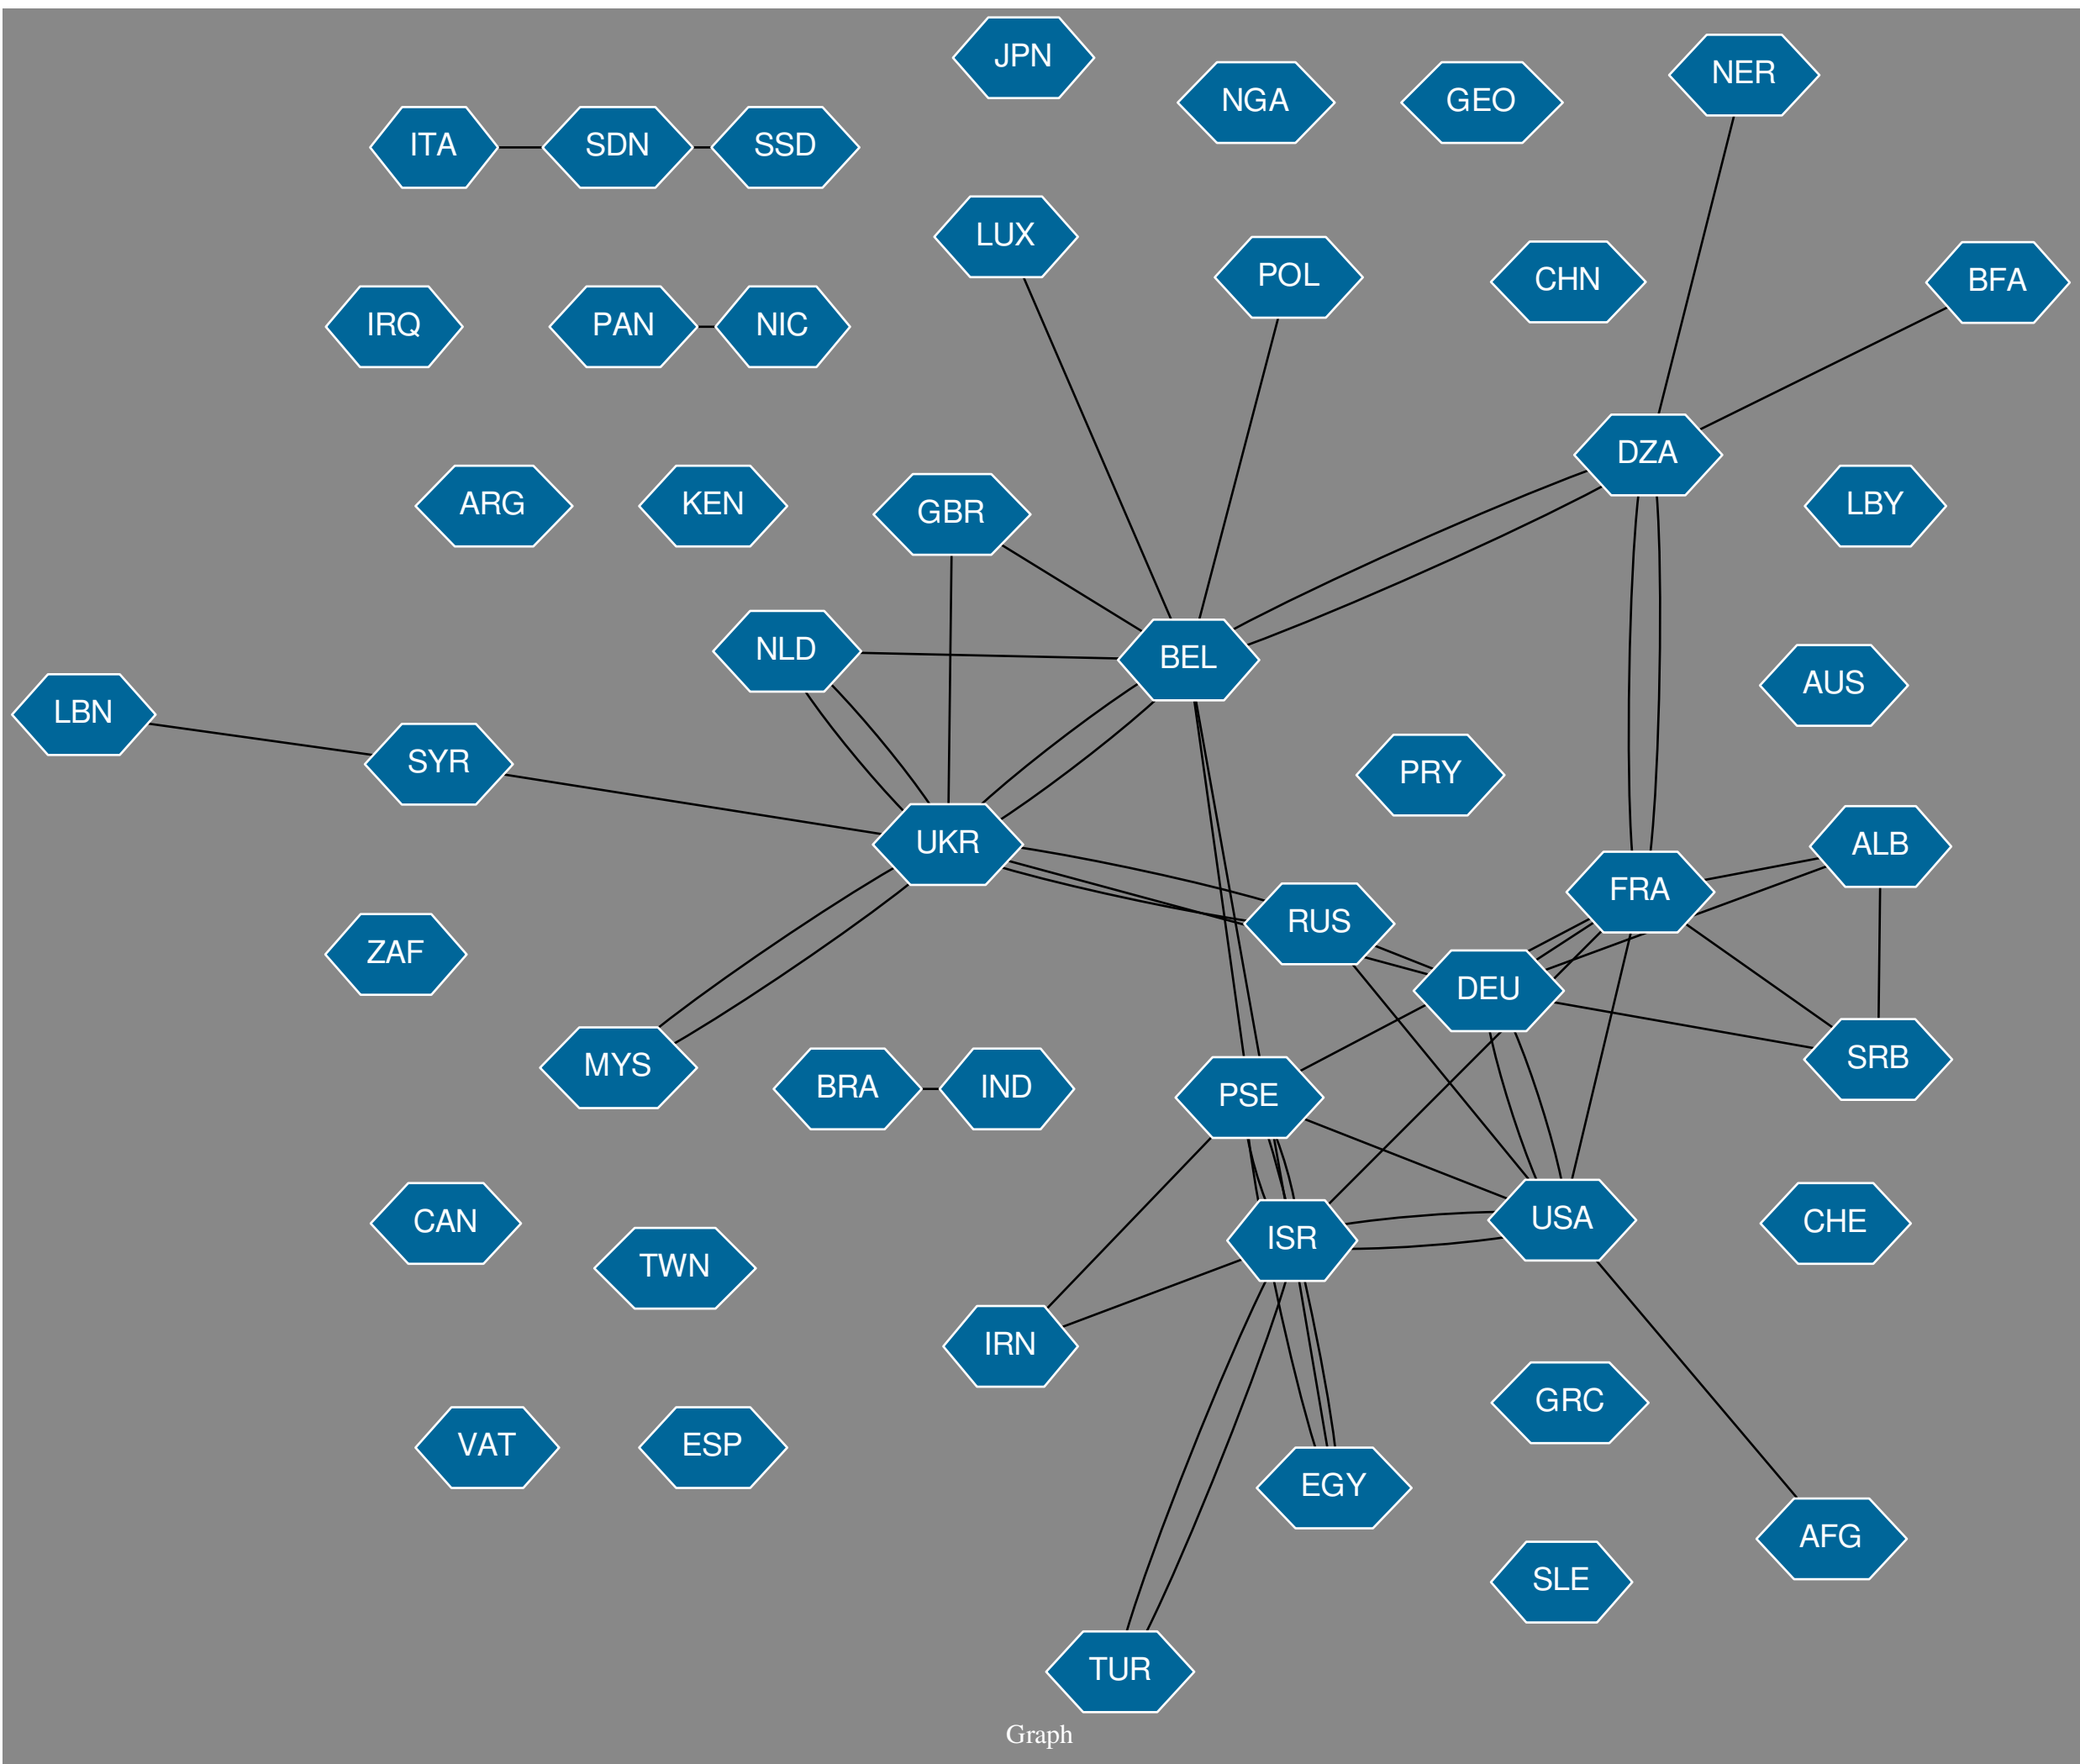 JPN
NER
NGA
GEO
ITA
SDN
SSD
LUX
POL
CHN
BFA
IRQ
PAN
NIC
DZA
ARG
KEN
GBR
LBY
NLD
BEL
AUS
LBN
SYR
PRY
UKR
ALB
FRA
RUS
ZAF
DEU
SRB
MYS
BRA
IND
PSE
CAN
TWN
ISR
USA
CHE
IRN
GRC
VAT
ESP
EGY
AFG
SLE
TUR
Graph